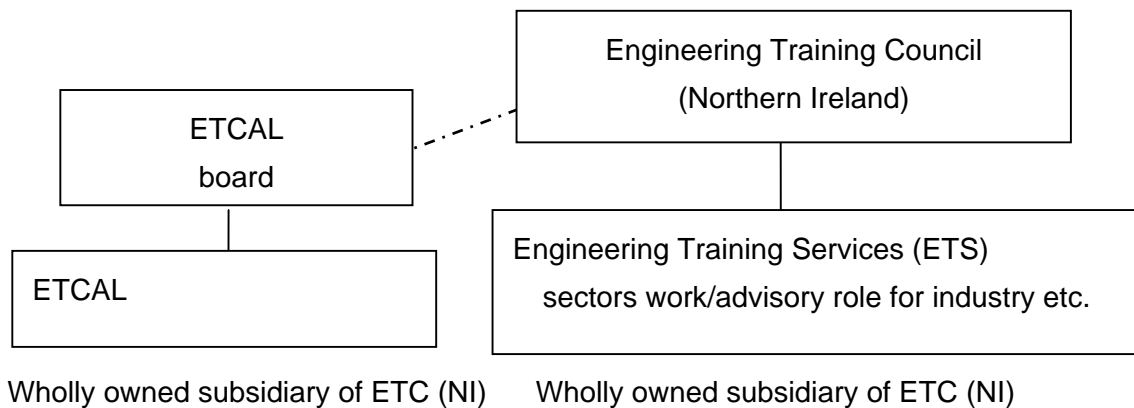 Engineering Training Council
(Northern Ireland)
ETCAL
board
Engineering Training Services (ETS)
sectors work/advisory role for industry etc.
ETCAL
Wholly owned subsidiary of ETC (NI)
Wholly owned subsidiary of ETC (NI)